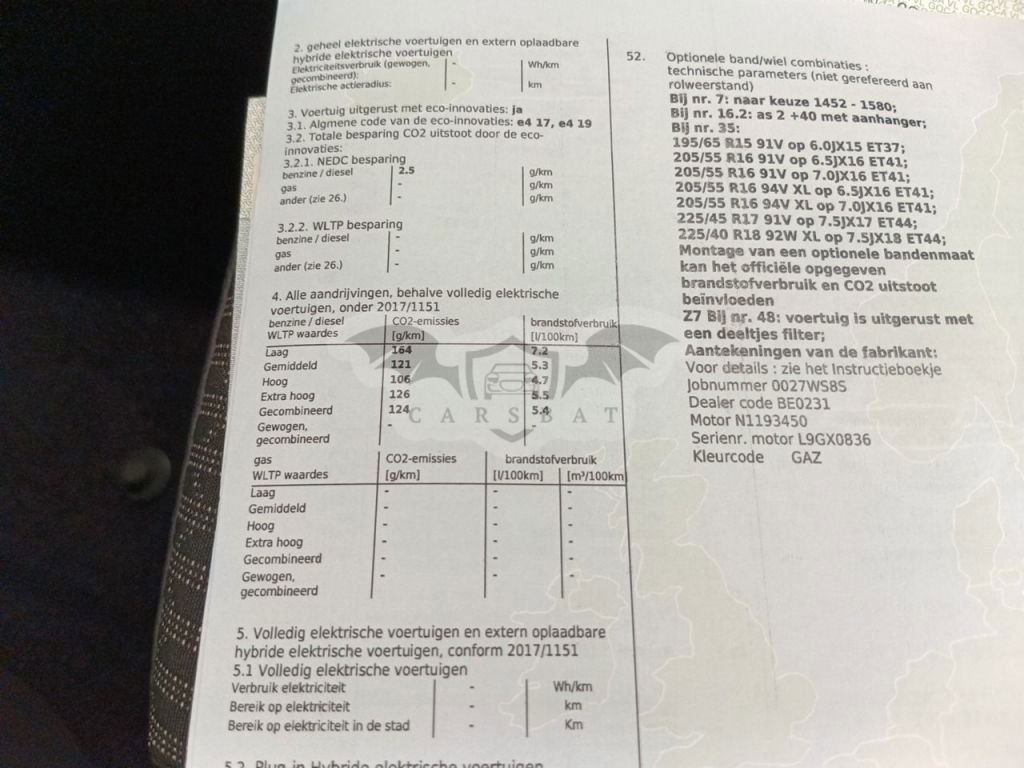 2. geheel elektrische voertuigen en extern oplaadbare
hybride elektrische voertuigen
Elektriciteitsverbruik (gewogen, - Wh/km
gecombineerd):
Elektrische actieradius: - km
3. Voertuig uitgerust met eco-innovaties: ja
3.1. Algmene code van de eco-innovaties: e4 17, e4 19
3.2. Totale besparing CO2 uitstoot door de eco-
innovaties:
3.2.1. NEDC besparing
benzine / diesel 2.5 g/km
gas - g/km
ander (zie 26.) - g/km
3.2.2. WLTP besparing
benzine / diesel - g/km
gas - g/km
ander (zie 26.) - g/km
4. Alle aandrijvingen, behalve volledig elektrische
voertuigen, onder 2017/1151
benzine / diesel CO2-emissies brandstofverbruik
WLTP waardes [g/km] [l/100km]
Laag 164 7.2
Gemiddeld 121 5.3
Hoog 106 4.7
Extra hoog 126 5.5
Gecombineerd 124 5.4
Gewogen, - -
gecombineerd
gas CO2-emissies brandstofverbruik
WLTP waardes [g/km] [l/100km] [m³/100km]
Laag - - -
Gemiddeld - - -
Hoog - - -
Extra hoog - - -
Gecombineerd - - -
Gewogen, - - -
gecombineerd
5. Volledig elektrische voertuigen en extern oplaadbare
hybride elektrische voertuigen, conform 2017/1151
5.1 Volledig elektrische voertuigen
Verbruik elektriciteit - Wh/km
Bereik op elektriciteit - km
Bereik op elektriciteit in de stad - Km
5.2 Plug in Hybride elektrische voertuigen
52. Optionele band/wiel combinaties :
technische parameters (niet gerefereerd aan
rolweerstand)
Bij nr. 7: naar keuze 1452 - 1580;
Bij nr. 16.2: as 2 +40 met aanhanger;
Bij nr. 35:
195/65 R15 91V op 6.0JX15 ET37;
205/55 R16 91V op 6.5JX16 ET41;
205/55 R16 91V op 7.0JX16 ET41;
205/55 R16 94V XL op 6.5JX16 ET41;
205/55 R16 94V XL op 7.0JX16 ET41;
225/45 R17 91V op 7.5JX17 ET44;
225/40 R18 92W XL op 7.5JX18 ET44;
Montage van een optionele bandenmaat
kan het officiële opgegeven
brandstofverbruik en CO2 uitstoot
beïnvloeden
Z7 Bij nr. 48: voertuig is uitgerust met
een deeltjes filter;
Aantekeningen van de fabrikant:
Voor details : zie het Instructieboekje
Jobnummer 0027WS8S
Dealer code BE0231
Motor N1193450
Serienr. motor L9GX0836
Kleurcode GAZ
CARSBAT